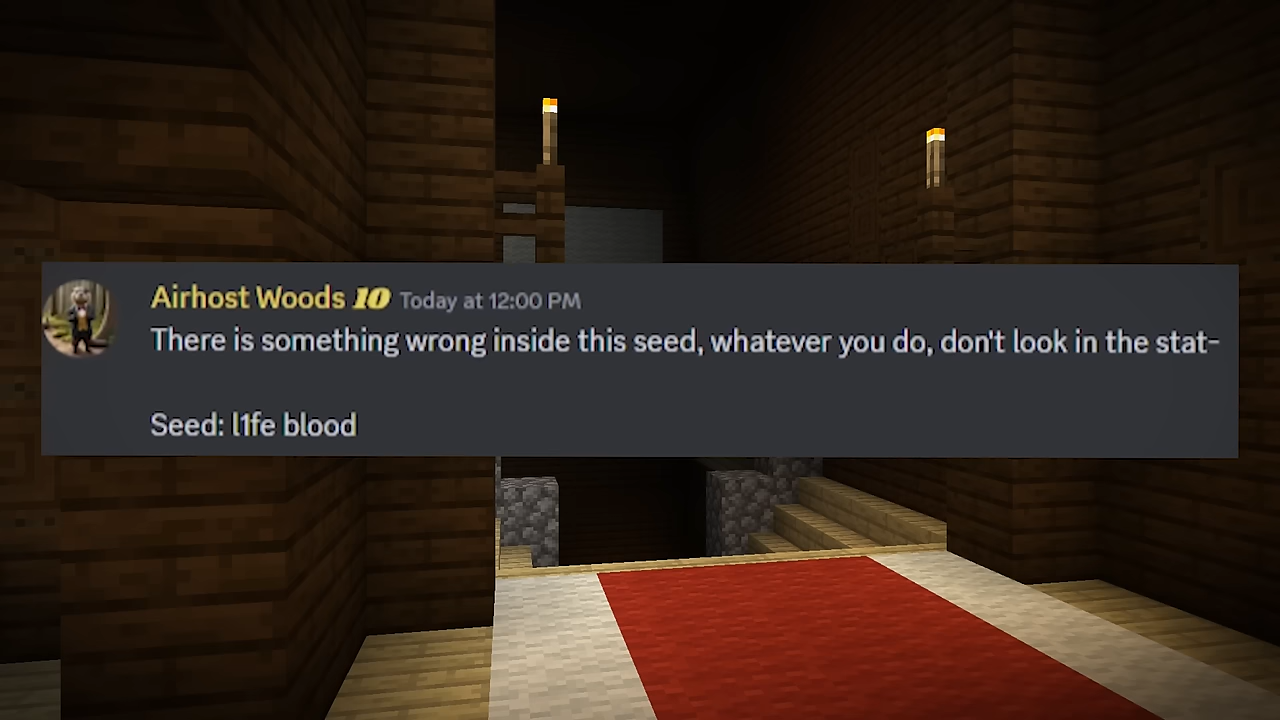 Airhost Woods 10 Today at 12:00 PM
There is something wrong inside this seed, whatever you do, don't look in the stat-
Seed: l1fe blood